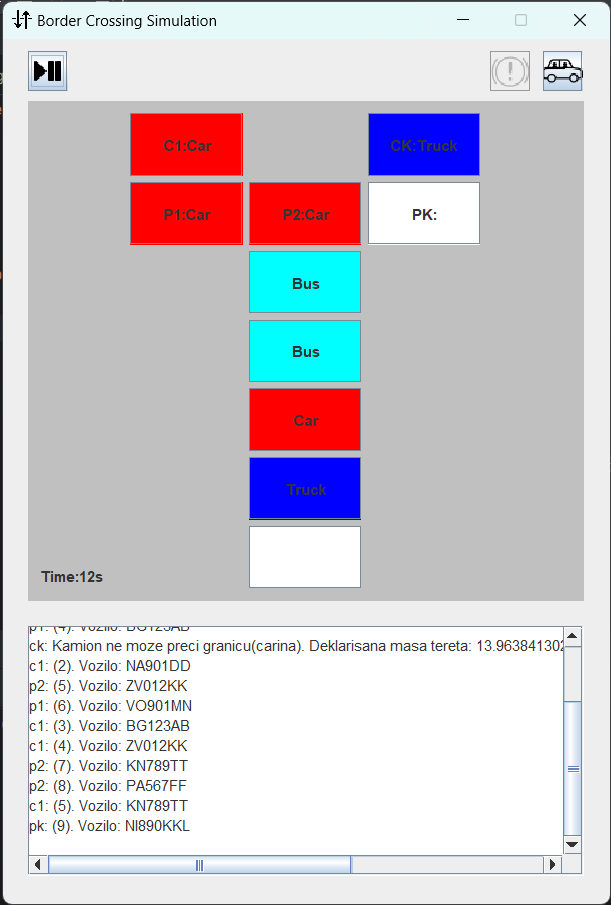 Border Crossing Simulation
C1:Car
CK:Truck
P1:Car
P2:Car
PK:
Bus
Bus
Car
Truck
Time:12s
p1: (4). Vozilo: BG123AB
ck: Kamion ne moze preci granicu(carina). Deklarisana masa tereta: 13.963841302
c1: (2). Vozilo: NA901DD
p2: (5). Vozilo: ZV012KK
p1: (6). Vozilo: VO901MN
c1: (3). Vozilo: BG123AB
c1: (4). Vozilo: ZV012KK
p2: (7). Vozilo: KN789TT
p2: (8). Vozilo: PA567FF
c1: (5). Vozilo: KN789TT
pk: (9). Vozilo: NI890KKL